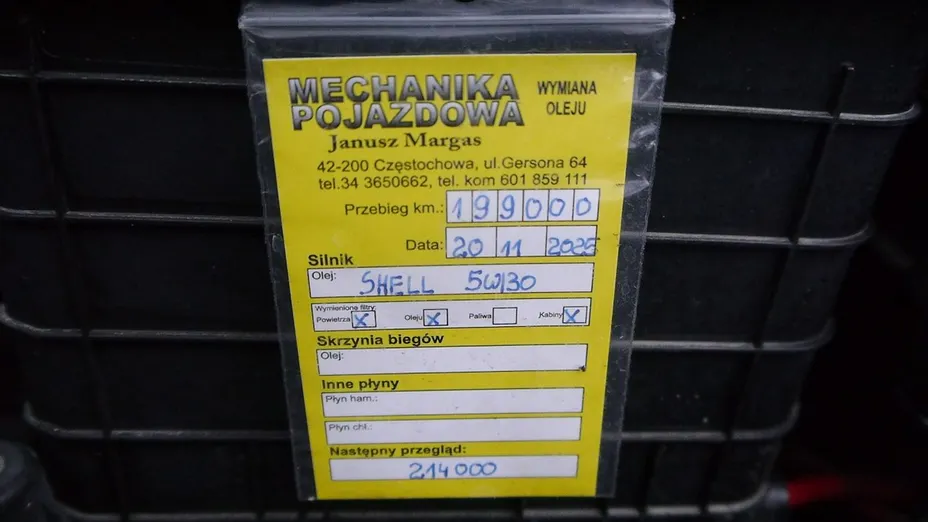 MECHANIKA
POJAZDOWA
WYMIANA
OLEJU
Janusz Margas
42-200 Częstochowa, ul.Gersona 64
tel.34 3650662, tel. kom 601 859 111
Przebieg km.: 199000
Data: 20 11 2025
Silnik
Olej: SHELL 5W/30
Wymienione filtry:
Powietrza X Oleju X Paliwa Kabiny X
Skrzynia biegów
Olej:
Inne płyny
Płyn ham.:
Płyn chł.:
Następny przegląd:
214000